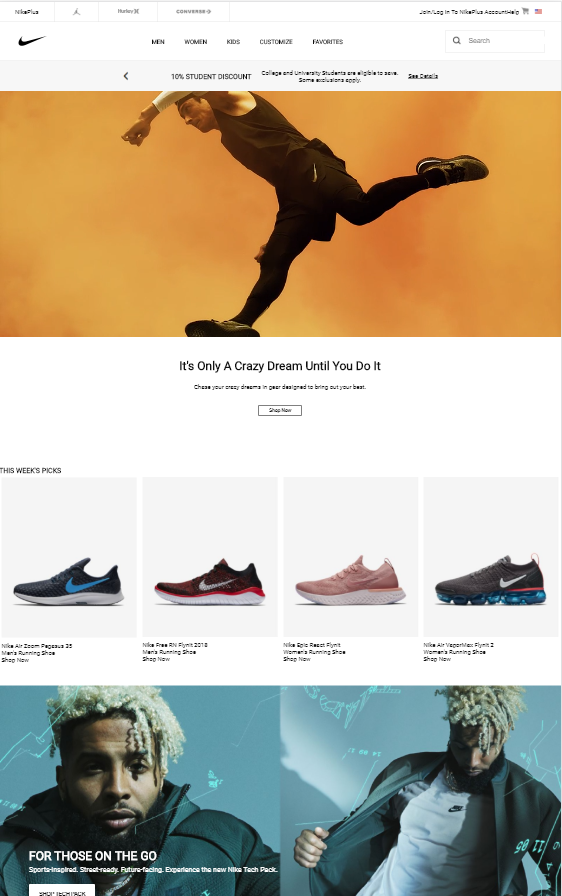 NikePlus
Hurley
CONVERSE
Join/Log In To NikePlus Account
Help
MEN WOMEN KIDS CUSTOMIZE FAVORITES
Search
10% STUDENT DISCOUNT
College and University Students are eligible to save.
Some exclusions apply.
See Details
It's Only A Crazy Dream Until You Do It
Chase your crazy dreams in gear designed to bring out your best.
Shop Now
THIS WEEK'S PICKS
Nike Air Zoom Pegasus 35
Men's Running Shoe
Shop Now
Nike Free RN Flynit 2018
Men's Running Shoe
Shop Now
Nike Epic React Flynit
Women's Running Shoe
Shop Now
Nike Air VaporMax Flynit 2
Women's Running Shoe
Shop Now
FOR THOSE ON THE GO
Sports-inspired. Street-ready. Future-facing. Experience the new Nike Tech Pack.
SHOP TECH PACK